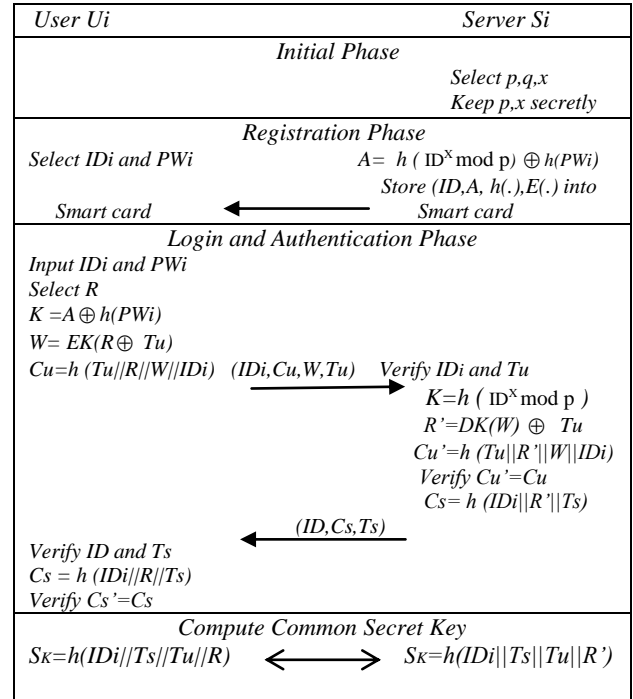 User Ui Server Si
Initial Phase
Select p,q,x
Keep p,x secretly
Registration Phase
Select IDi and PWi A= h ( ID^X mod p) ⊕ h(PWi)
Store (ID,A, h(.),E(.) into
Smart card Smart card
Login and Authentication Phase
Input IDi and PWi
Select R
K =A ⊕ h(PWi)
W= EK(R⊕ Tu)
Cu=h (Tu||R||W||IDi) (IDi,Cu,W,Tu) Verify IDi and Tu
K=h ( ID^X mod p )
R’=DK(W) ⊕ Tu
Cu’=h (Tu||R’||W||IDi)
Verify Cu’=Cu
Cs= h (IDi||R’||Ts)
(ID,Cs,Ts)
Verify ID and Ts
Cs = h (IDi||R||Ts)
Verify Cs’=Cs
Compute Common Secret Key
SK=h(IDi||Ts||Tu||R) SK=h(IDi||Ts||Tu||R’)